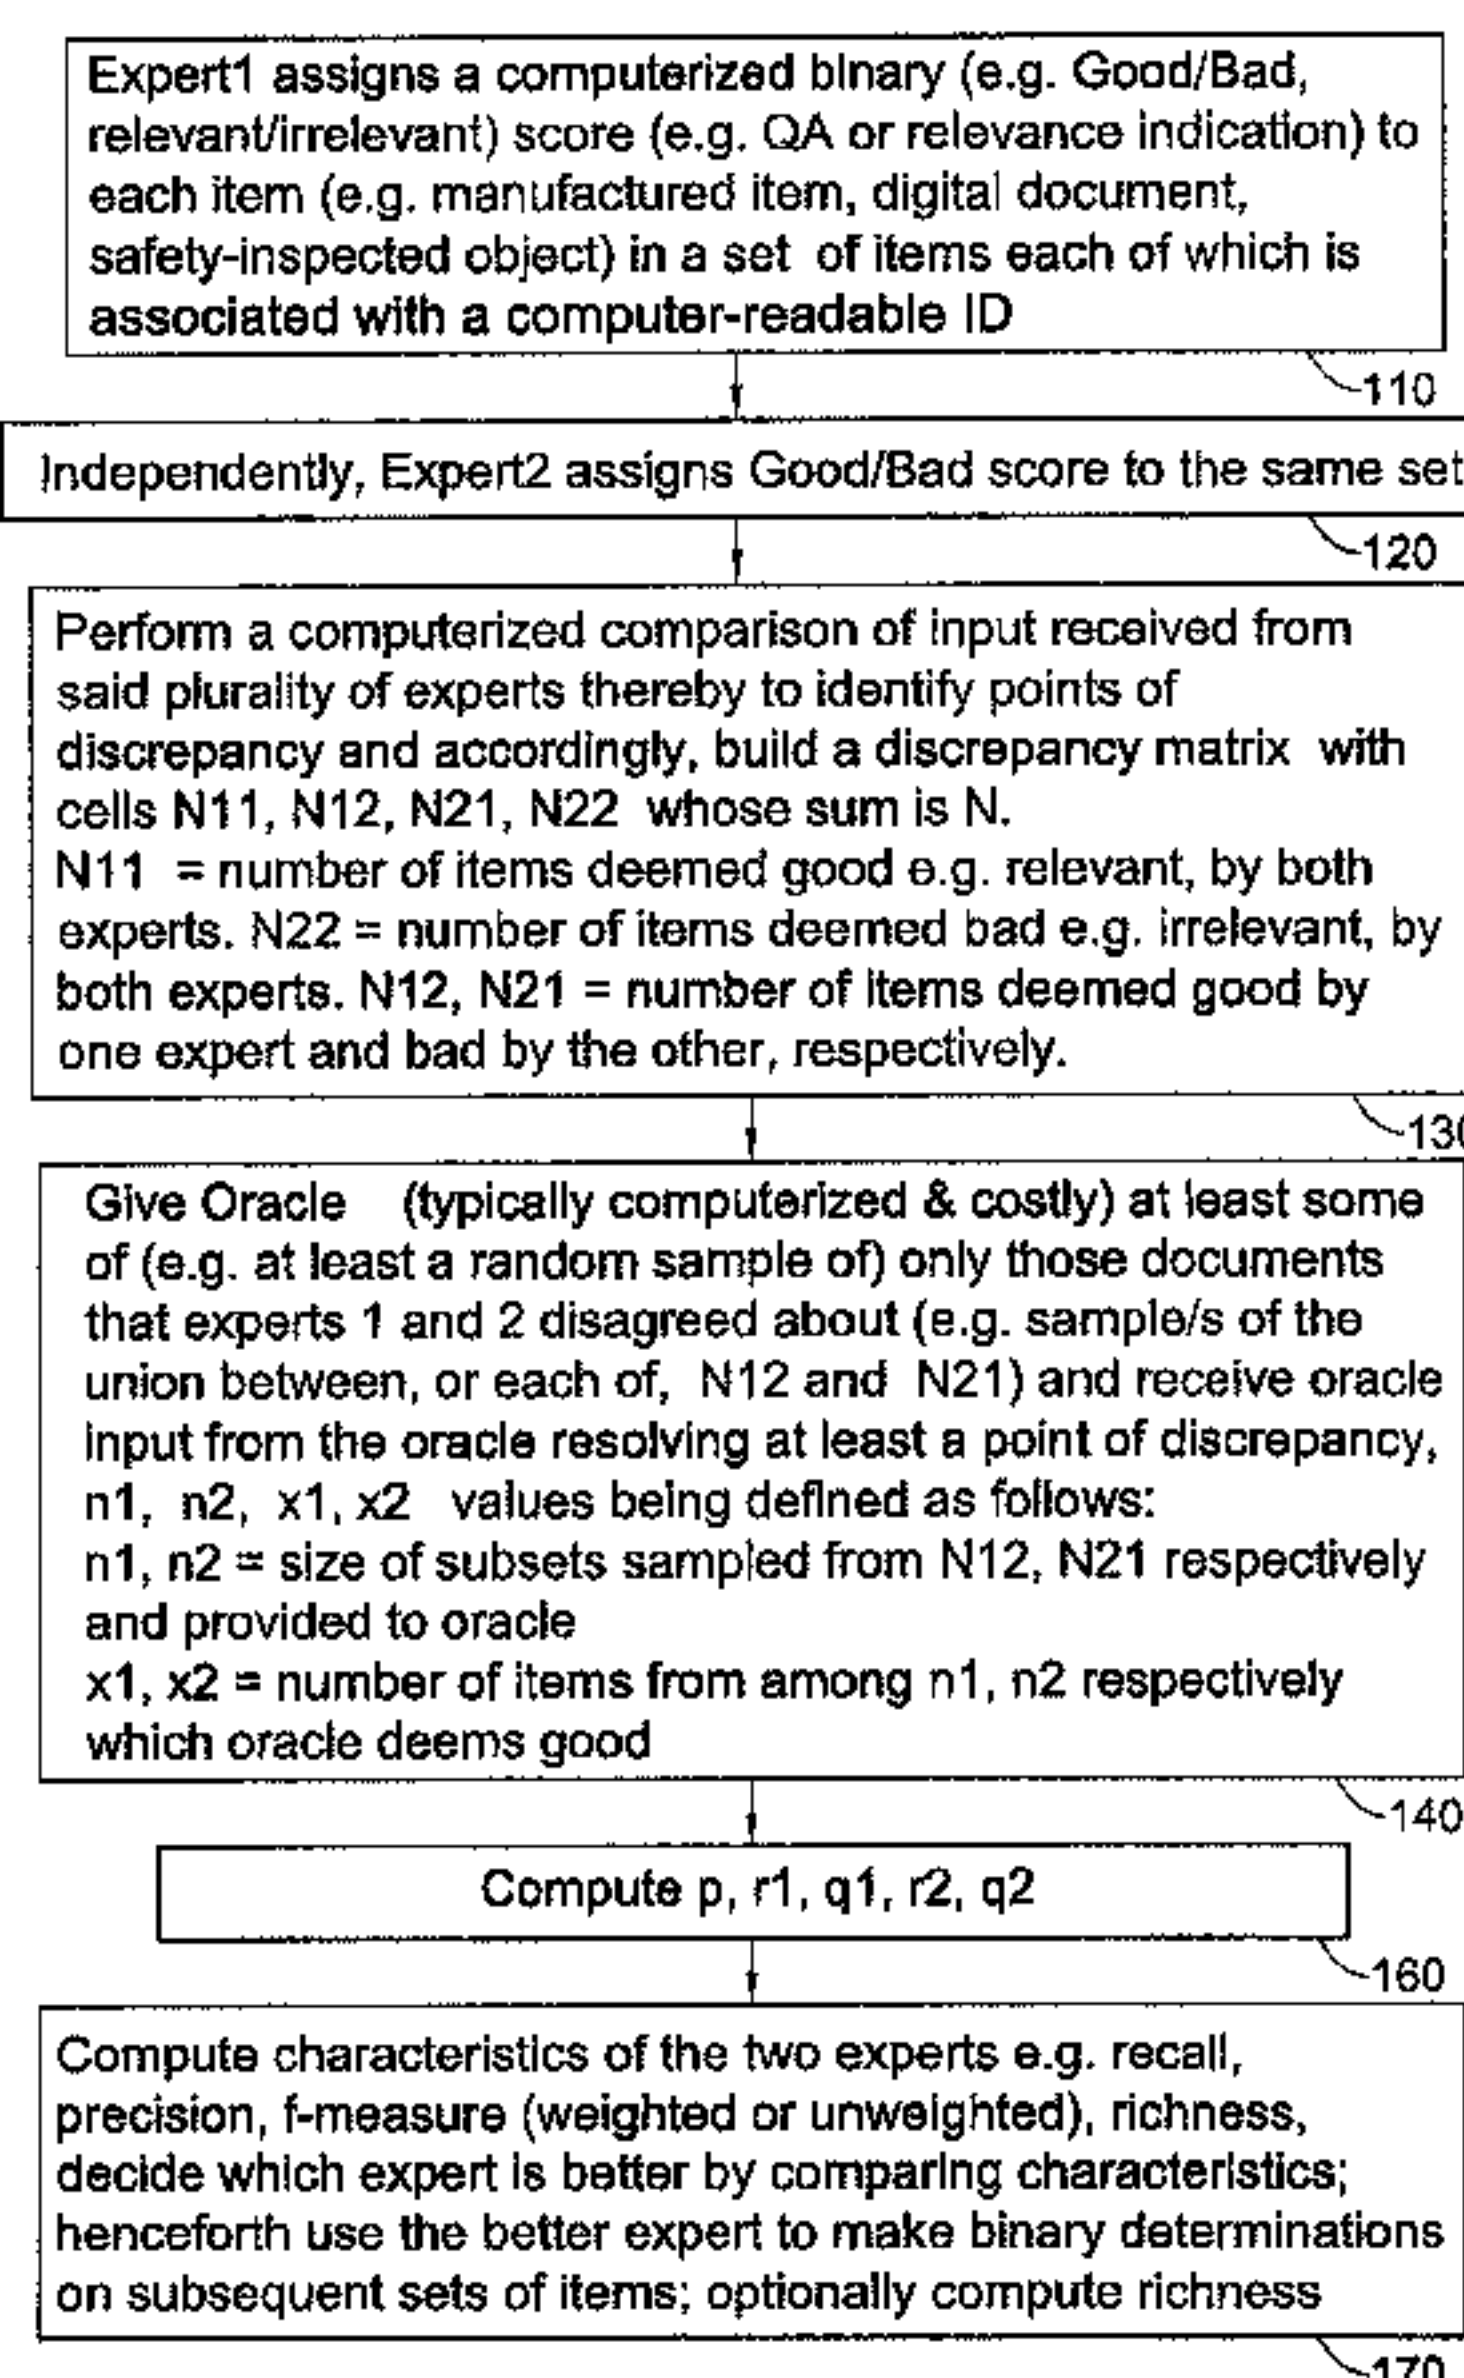 Expert1 assigns a computerized binary (e.g. Good/Bad,
relevant/irrelevant) score (e.g. QA or relevance indication) to
each item (e.g. manufactured item, digital document,
safety-inspected object) in a set of items each of which is
associated with a computer-readable ID
110
Independently, Expert2 assigns Good/Bad score to the same set
120
Perform a computerized comparison of input received from
said plurality of experts thereby to identify points of
discrepancy and accordingly, build a discrepancy matrix with
cells N11, N12, N21, N22 whose sum is N.
N11 = number of items deemed good e.g. relevant, by both
experts. N22 = number of items deemed bad e.g. irrelevant, by
both experts. N12, N21 = number of items deemed good by
one expert and bad by the other, respectively.
130
Give Oracle (typically computerized & costly) at least some
of (e.g. at least a random sample of) only those documents
that experts 1 and 2 disagreed about (e.g. sample/s of the
union between, or each of, N12 and N21) and receive oracle
input from the oracle resolving at least a point of discrepancy,
n1, n2, x1, x2 values being defined as follows:
n1, n2 = size of subsets sampled from N12, N21 respectively
and provided to oracle
x1, x2 = number of items from among n1, n2 respectively
which oracle deems good
140
Compute p, r1, q1, r2, q2
160
Compute characteristics of the two experts e.g. recall,
precision, f-measure (weighted or unweighted), richness,
decide which expert is better by comparing characteristics;
henceforth use the better expert to make binary determinations
on subsequent sets of items; optionally compute richness
170